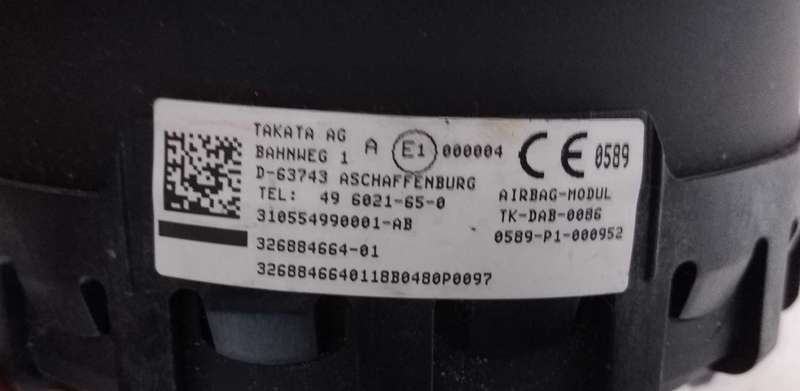 TAKATA AG A E1 000004 CE 0589
BAHNWEG 1
D-63743 ASCHAFFENBURG
TEL: 49 6021-65-0
310554990001-AB
326884664-01
3268846640118B0480P0097
AIRBAG-MODUL
TK-DAB-0086
0589-P1-000952